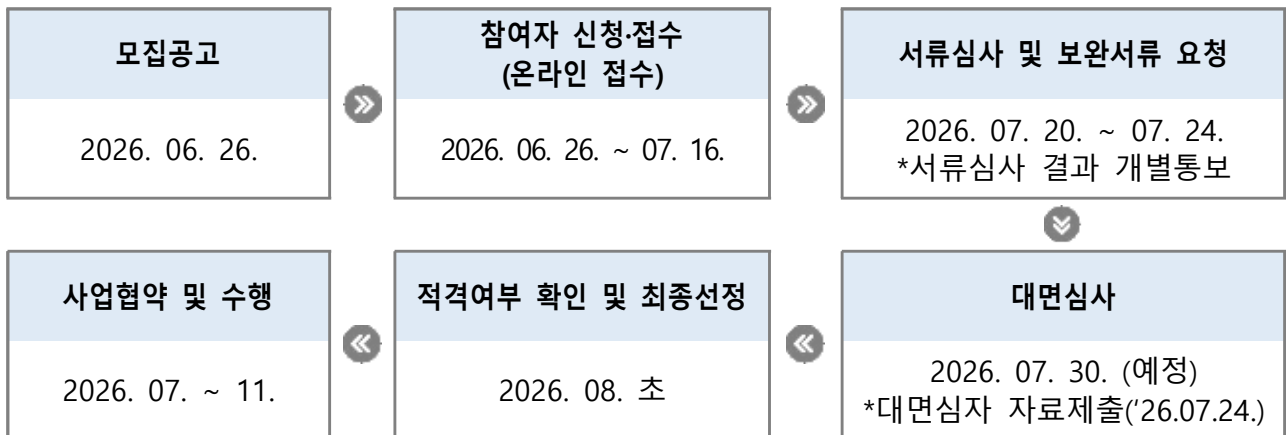 모집공고
2026. 06. 26.
참여자 신청·접수
(온라인 접수)
2026. 06. 26. ~ 07. 16.
서류심사 및 보완서류 요청
2026. 07. 20. ~ 07. 24.
*서류심사 결과 개별통보
대면심사
2026. 07. 30. (예정)
*대면심자 자료제출('26.07.24.)
적격여부 확인 및 최종선정
2026. 08. 초
사업협약 및 수행
2026. 07. ~ 11.